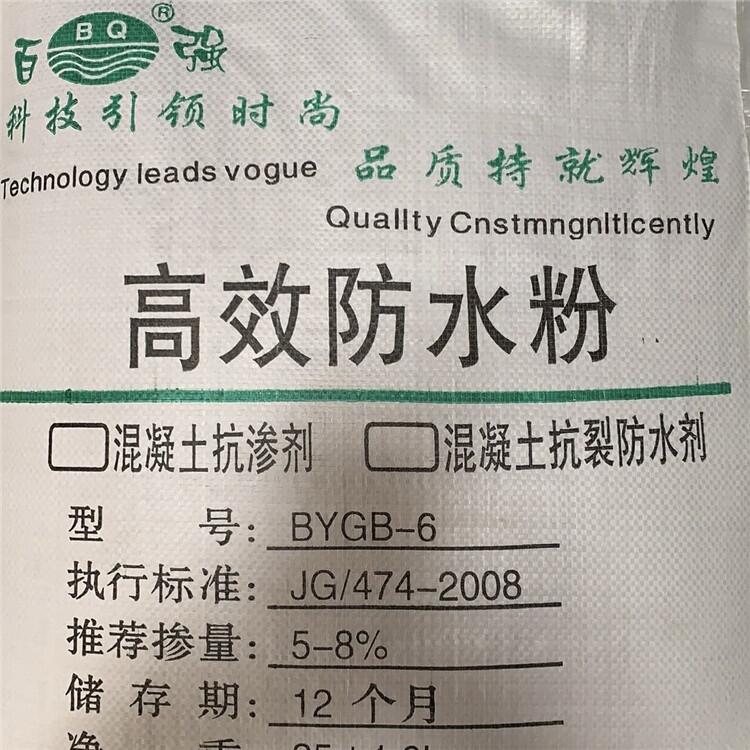 百 BQ ® 强
科技引领时尚
Technology leads vogue
品质持就辉煌
Quallty Cnstmngnltlcently
高效防水粉
混凝土抗渗剂 混凝土抗裂防水剂
型 号: BYGB-6
执行标准: JG/474-2008
推荐掺量: 5-8%
储存期: 12个月